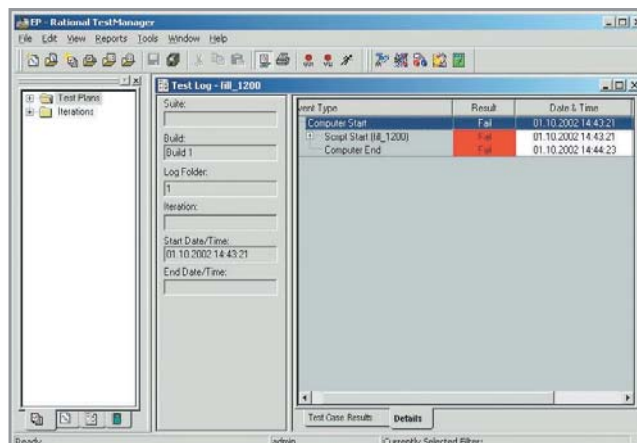 EP - Rational TestManager
File Edit View Reports Tools Window Help
Test Plans
Iterations
Test Log - fill_1200
Suite:
Build:
Build 1
Log Folder:
1
Iteration:
Start Date/Time:
01.10.2002 14:43:21
End Date/Time:
vent Type Result Date & Time
Computer Start Fail 01.10.2002 14:43:21
Script Start (fill_1200) Fail 01.10.2002 14:43:21
Computer End Fail 01.10.2002 14:44:23
Test Case Results Details
Ready admin Currently Selected Filter: